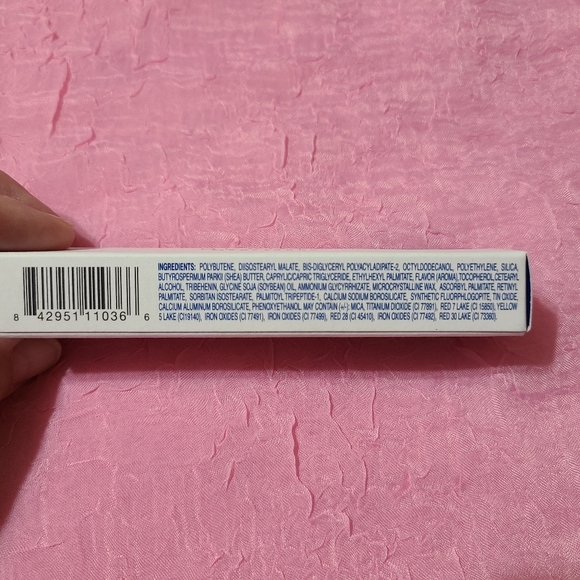 INGREDIENTS: POLYBUTENE, DIISOSTEARYL MALATE, BIS-DIGLYCERYL POLYACYLADIPATE-2, OCTYLDODECANOL, POLYETHYLENE, SILICA,
BUTYROSPERMUM PARKII (SHEA) BUTTER, CAPRYLIC/CAPRIC TRIGLYCERIDE, ETHYLHEXYL PALMITATE, FLAVOR (AROMA), TOCOPHEROL, CETEARYL
ALCOHOL, TRIBEHENIN, GLYCINE SOJA (SOYBEAN) OIL, AMMONIUM GLYCYRRHIZATE, MICROCRYSTALLINE WAX, ASCORBYL PALMITATE, RETINYL
PALMITATE, SORBITAN ISOSTEARATE, PALMITOYL TRIPEPTIDE-1, CALCIUM SODIUM BOROSILICATE, SYNTHETIC FLUORPHLOGOPITE, TIN OXIDE,
CALCIUM ALUMINUM BOROSILICATE, PHENOXYETHANOL. MAY CONTAIN (+/-): MICA, TITANIUM DIOXIDE (CI 77891), RED 7 LAKE (CI 15850), YELLOW
5 LAKE (CI19140), IRON OXIDES (CI 77491), IRON OXIDES (CI 77499), RED 28 (CI 45410), IRON OXIDES (CI 77492), RED 30 LAKE (CI 73360).
8 42951 11036 6